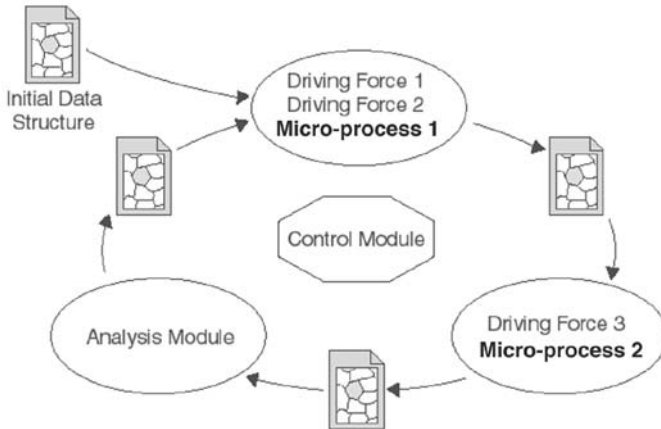 Initial Data
Structure
Driving Force 1
Driving Force 2
Micro-process 1
Control Module
Analysis Module
Driving Force 3
Micro-process 2